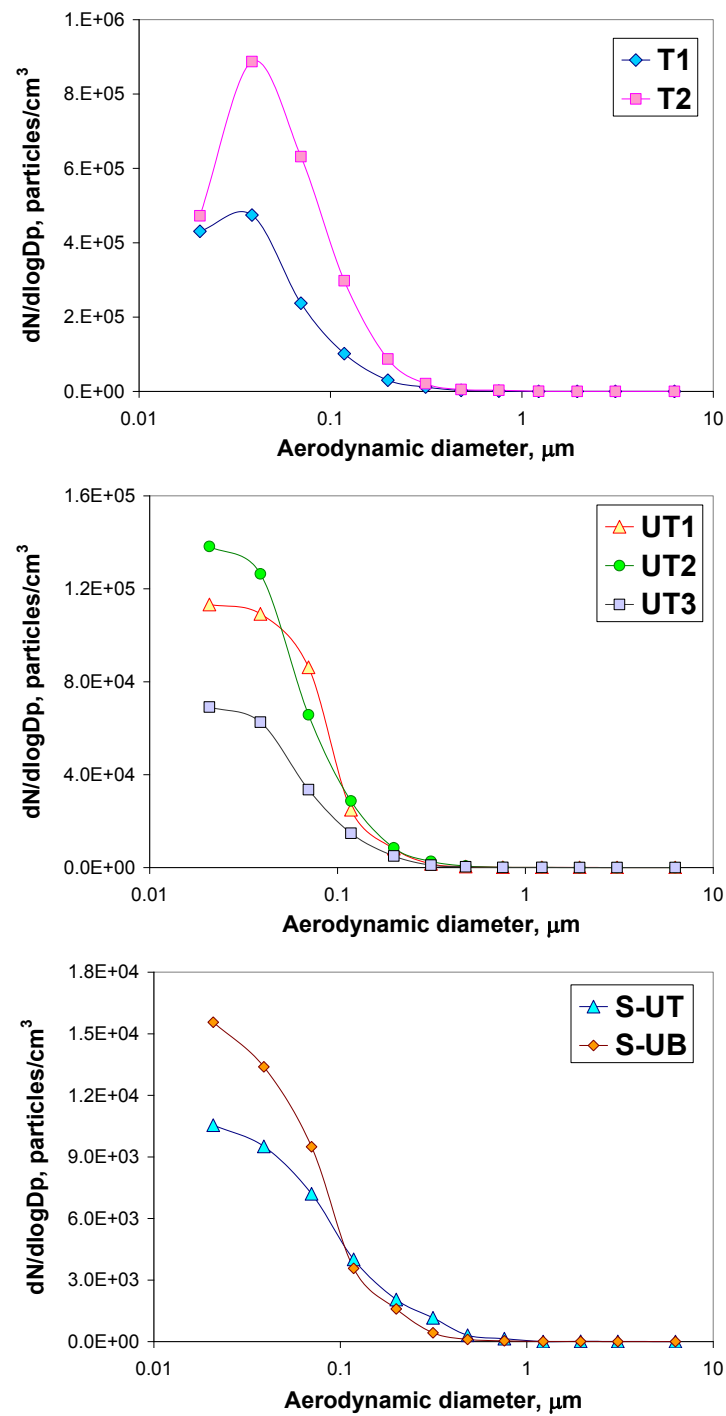 1.E+06
8.E+05
6.E+05
4.E+05
2.E+05
0.E+00
0.01 0.1 1 10
Aerodynamic diameter, μm
dN/dlogDp, particles/cm³
T1
T2
1.6E+05
1.2E+05
8.0E+04
4.0E+04
0.0E+00
0.01 0.1 1 10
Aerodynamic diameter, μm
dN/dlogDp, particles/cm³
UT1
UT2
UT3
1.8E+04
1.5E+04
9.0E+03
6.0E+03
3.0E+03
0.0E+00
0.01 0.1 1 10
Aerodynamic diameter, μm
dN/dlogDp, particles/cm³
S-UT
S-UB
1.2E+04